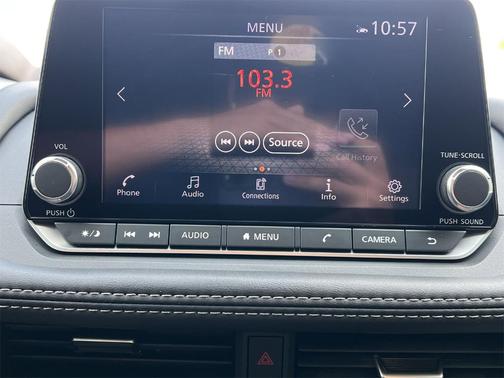 MENU 10:57
FM P 1
103.3
FM
Source
Call History
VOL
TUNE·SCROLL
Phone Audio Connections Info Settings
PUSH
PUSH SOUND
AUDIO MENU CAMERA